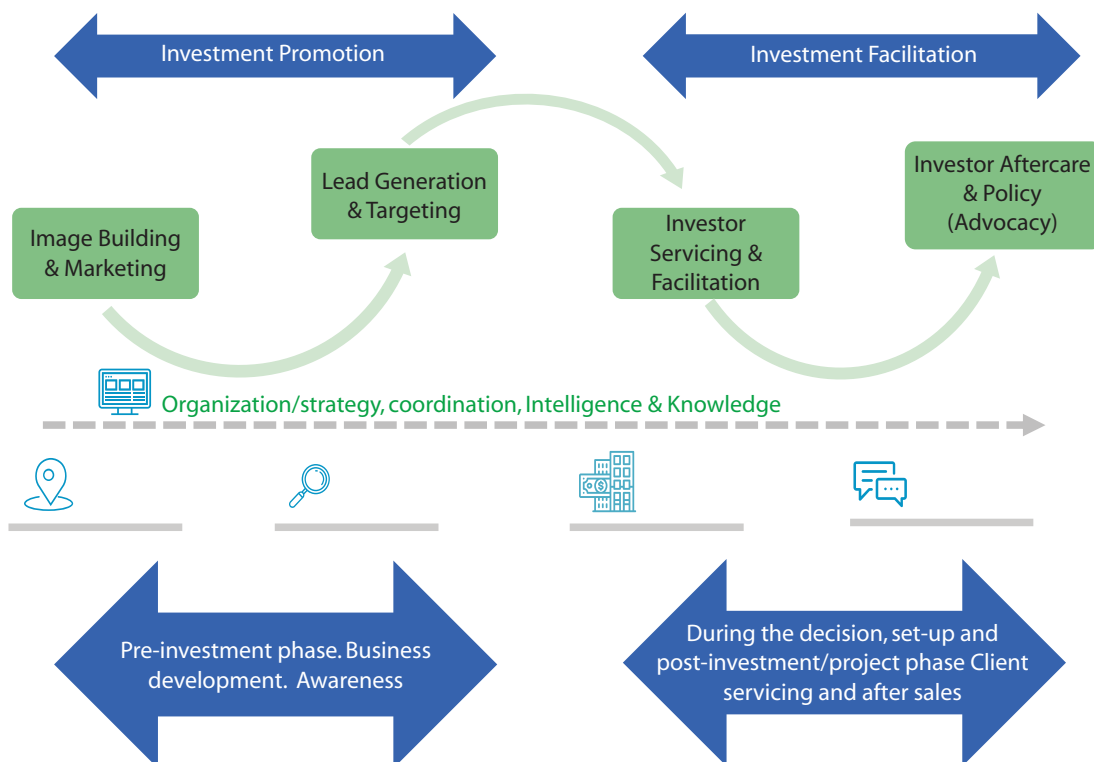 Investment Promotion
Investment Facilitation
Image Building
& Marketing
Lead Generation
& Targeting
Investor
Servicing &
Facilitation
Investor Aftercare
& Policy
(Advocacy)
Organization/strategy, coordination, Intelligence & Knowledge
Pre-investment phase. Business
development. Awareness
During the decision, set-up and
post-investment/project phase Client
servicing and after sales